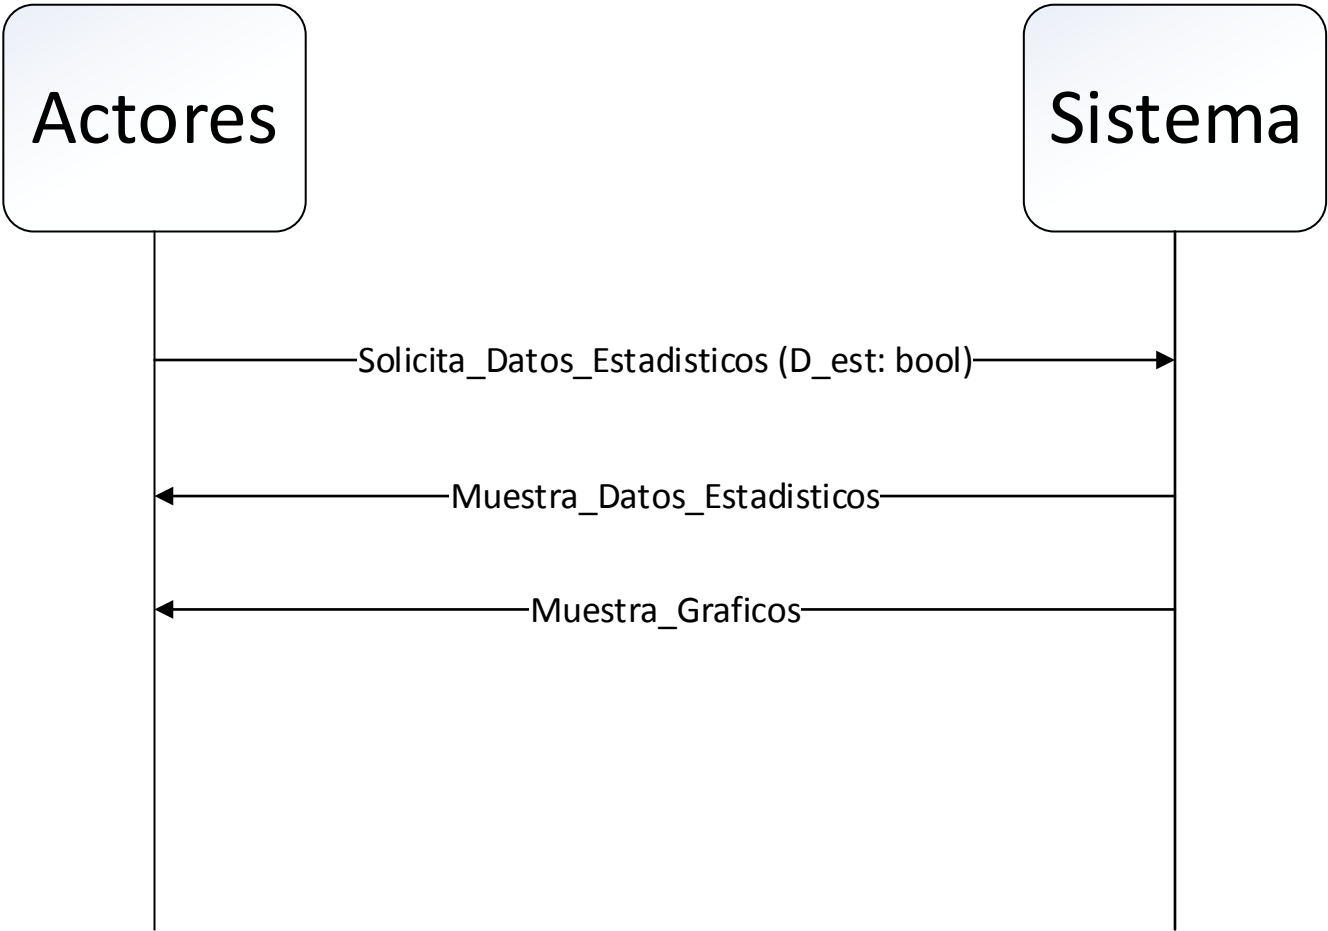 Actores
Sistema
Solicita_Datos_Estadisticos (D_est: bool)
Muestra_Datos_Estadisticos
Muestra_Graficos